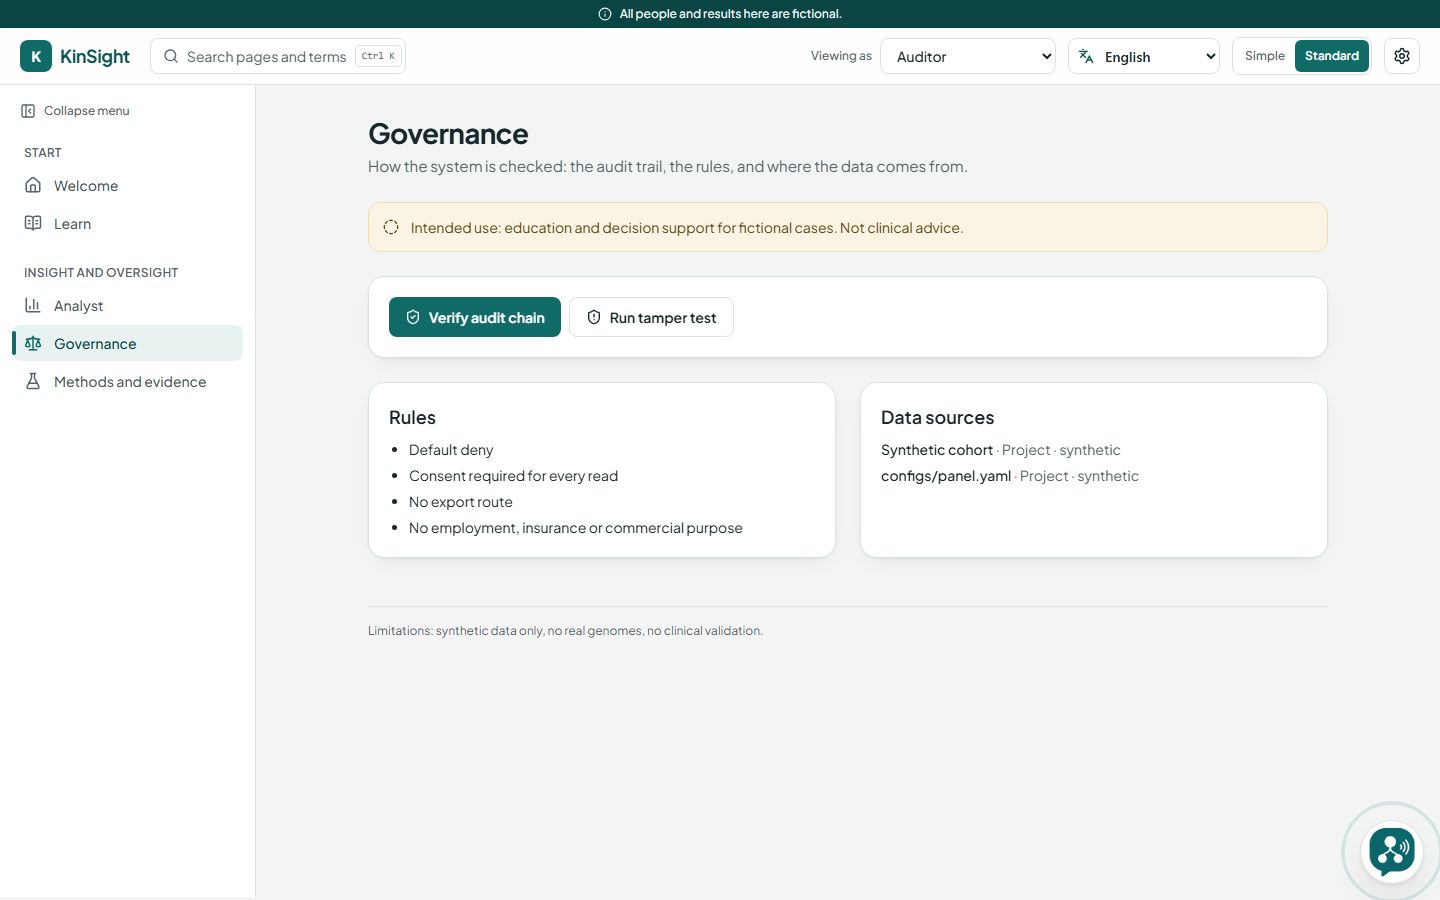 All people and results here are fictional.
K KinSight
Search pages and terms Ctrl K
Viewing as Auditor
English
Simple Standard
Collapse menu
START
Welcome
Learn
INSIGHT AND OVERSIGHT
Analyst
Governance
Methods and evidence
Governance
How the system is checked: the audit trail, the rules, and where the data comes from.
Intended use: education and decision support for fictional cases. Not clinical advice.
Verify audit chain Run tamper test
Rules
Default deny
Consent required for every read
No export route
No employment, insurance or commercial purpose
Data sources
Synthetic cohort · Project · synthetic
configs/panel.yaml · Project · synthetic
Limitations: synthetic data only, no real genomes, no clinical validation.